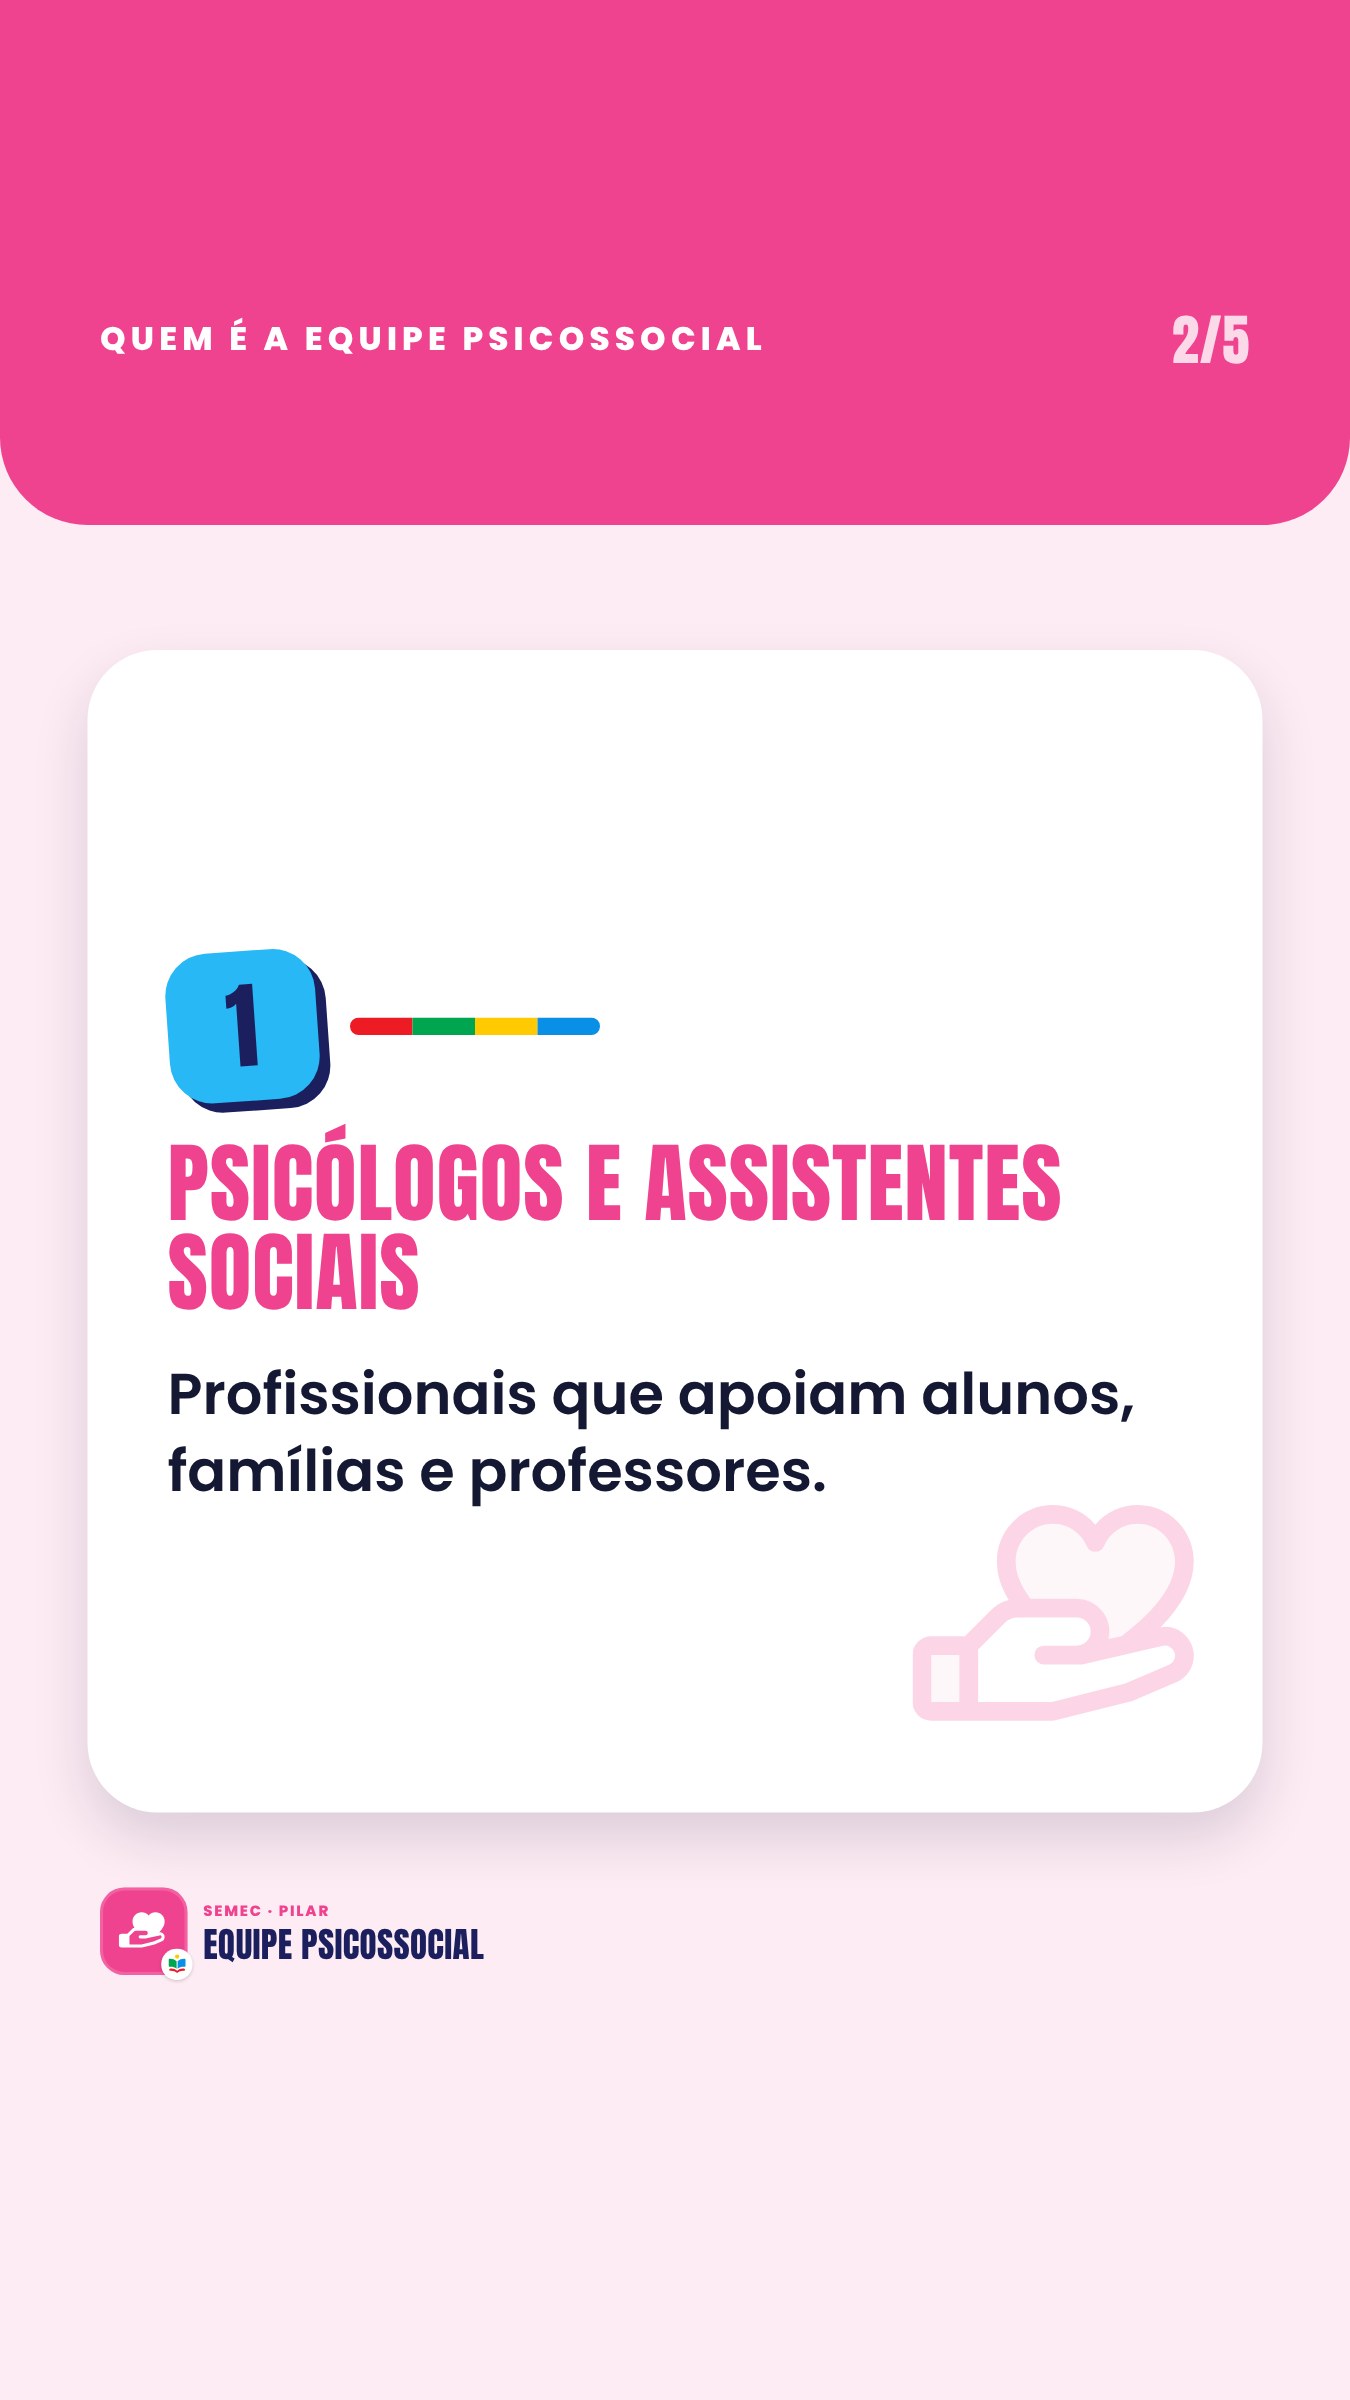 QUEM É A EQUIPE PSICOSSOCIAL
2/5
1
PSICÓLOGOS E ASSISTENTES
SOCIAIS
Profissionais que apoiam alunos,
famílias e professores.
SEMEC · PILAR
EQUIPE PSICOSSOCIAL